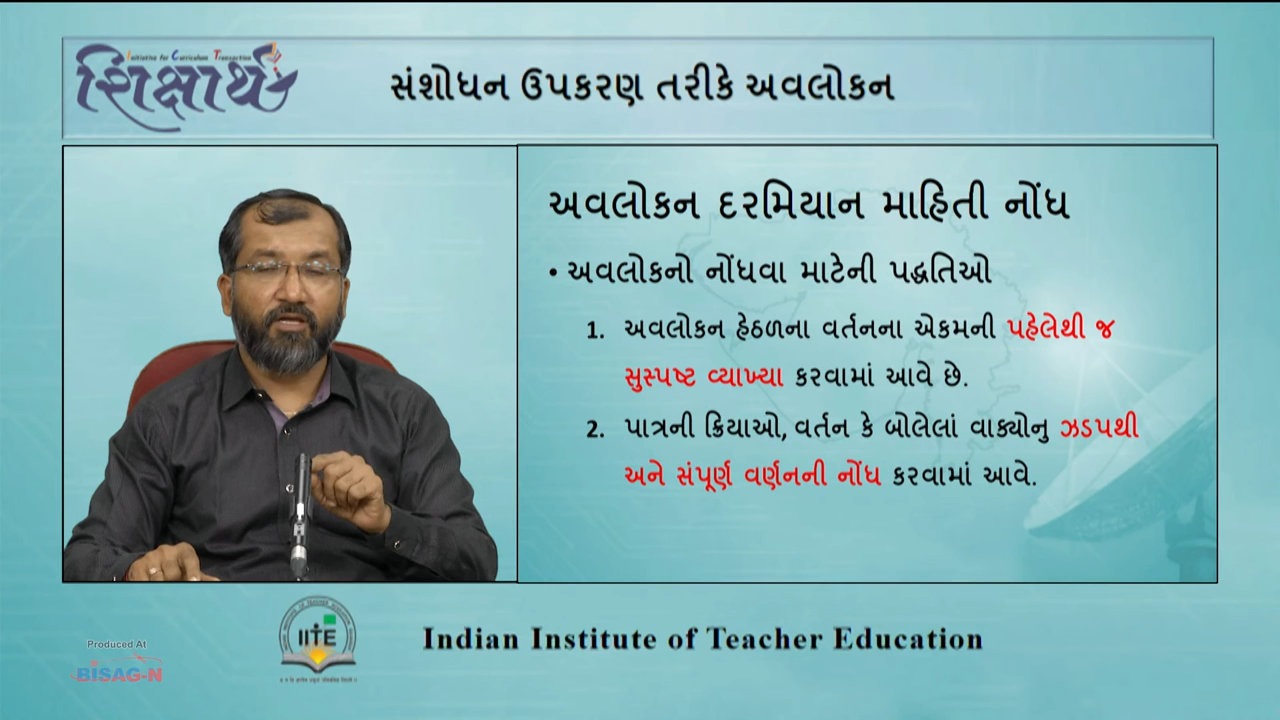 Initiative for Curriculum Transaction
શિક્ષાર્થ
સંશોધન ઉપકરણ તરીકે અવલોકન
અવલોકન દરમિયાન માહિતી નોંધ
• અવલોકનો નોંધવા માટેની પદ્ધતિઓ
1. અવલોકન હેઠળના વર્તનના એકમની પહેલેથી જ
સુસ્પષ્ટ વ્યાખ્યા કરવામાં આવે છે.
2. પાત્રની ક્રિયાઓ, વર્તન કે બોલેલાં વાક્યોનુ ઝડપથી
અને સંપૂર્ણ વર્ણનની નોંધ કરવામાં આવે.
Produced At
BISAG-N
IITE
Indian Institute of Teacher Education